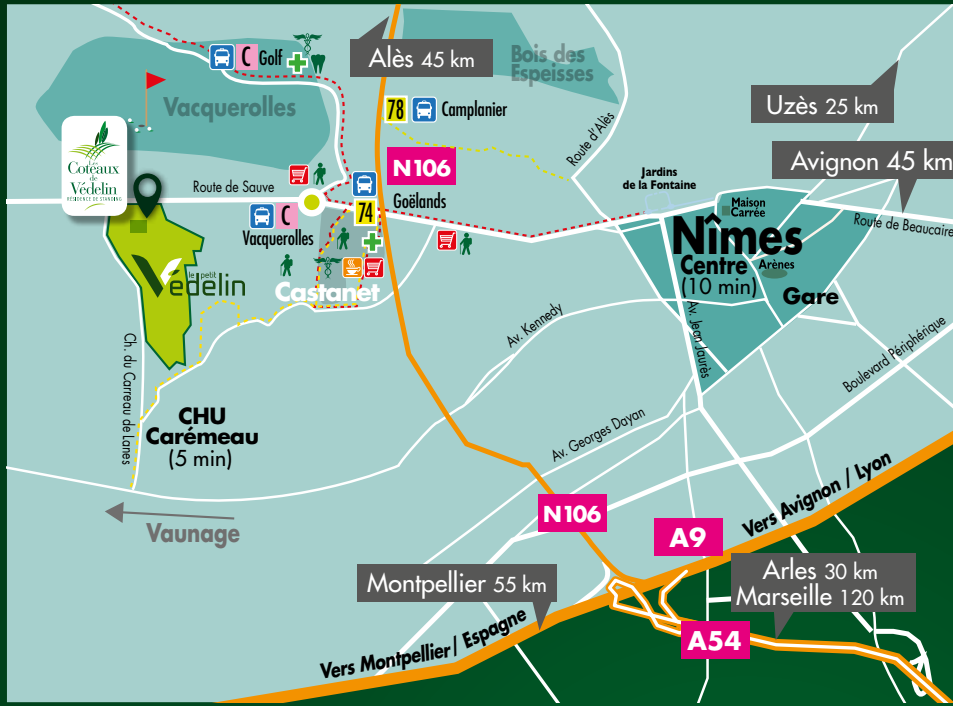 C Golf
Alès 45 km
Bois des
Espeisses
Vacquerolles
78
Camplanier
Uzès 25 km
Route d'Alès
Les
Coteaux
de
Védelin
RÉSIDENCE DE STANDING
N106
Avignon 45 km
Jardins
de la Fontaine
Route de Sauve
Goëlands
74
C
Vacquerolles
Maison
Carrée
Route de Beaucaire
Nîmes
Centre
(10 min)
Arènes
Gare
le petit
Védelin
Castanet
Av. Kennedy
Av. Jean Jaurès
Boulevard Périphérique
Ch. du Carreau de Lanes
CHU
Carémeau
(5 min)
Av. Georges Dayan
Vaunage
N106
A9
Vers Avignon / Lyon
Montpellier 55 km
Arles 30 km
Marseille 120 km
A54
Vers Montpellier / Espagne